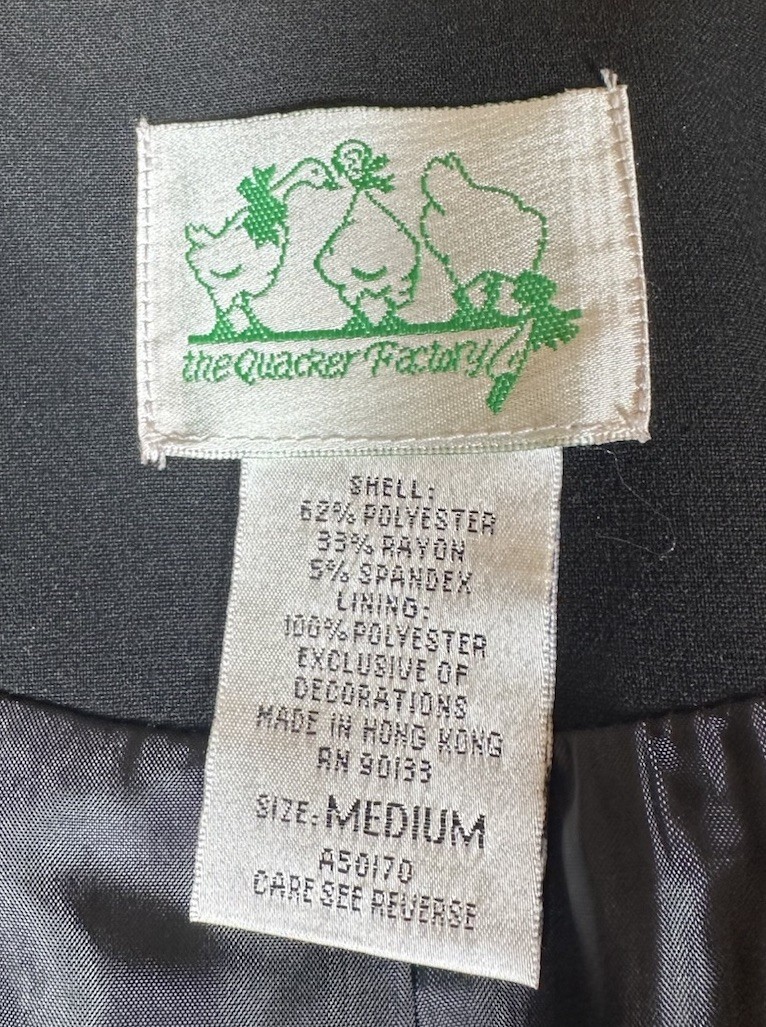 the Quacker Factory
SHELL:
62% POLYESTER
33% RAYON
5% SPANDEX
LINING:
100% POLYESTER
EXCLUSIVE OF
DECORATIONS
MADE IN HONG KONG
RN 90133
SIZE: MEDIUM
A50170
CARE SEE REVERSE